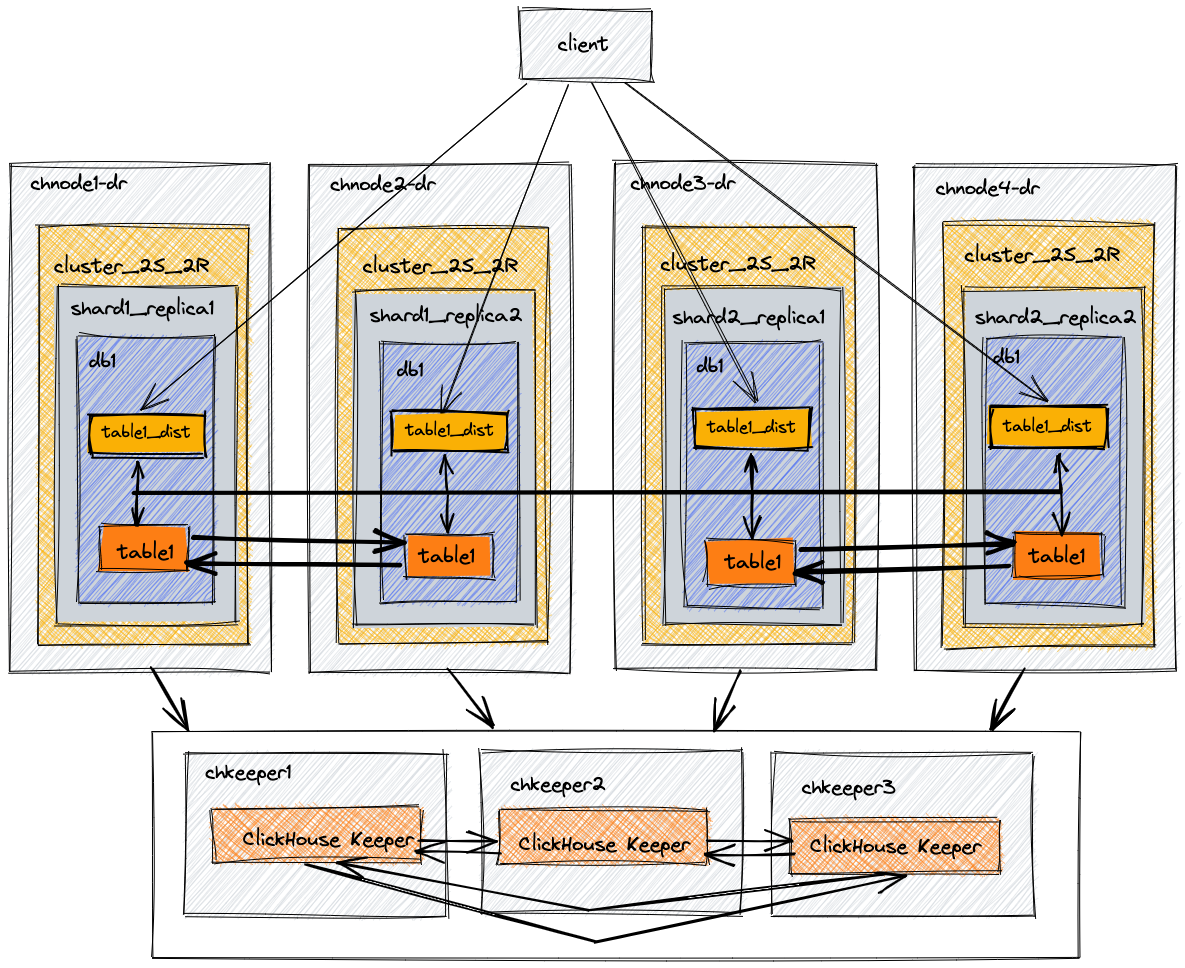 client
chnode1-dr
cluster_2S_2R
shard1_replica1
db1
table1_dist
table1
chnode2-dr
cluster_2S_2R
shard1_replica2
db1
table1_dist
table1
chnode3-dr
cluster_2S_2R
shard2_replica1
db1
table1_dist
table1
chnode4-dr
cluster_2S_2R
shard2_replica2
db1
table1_dist
table1
chkeeper1
ClickHouse Keeper
chkeeper2
ClickHouse Keeper
chkeeper3
ClickHouse Keeper